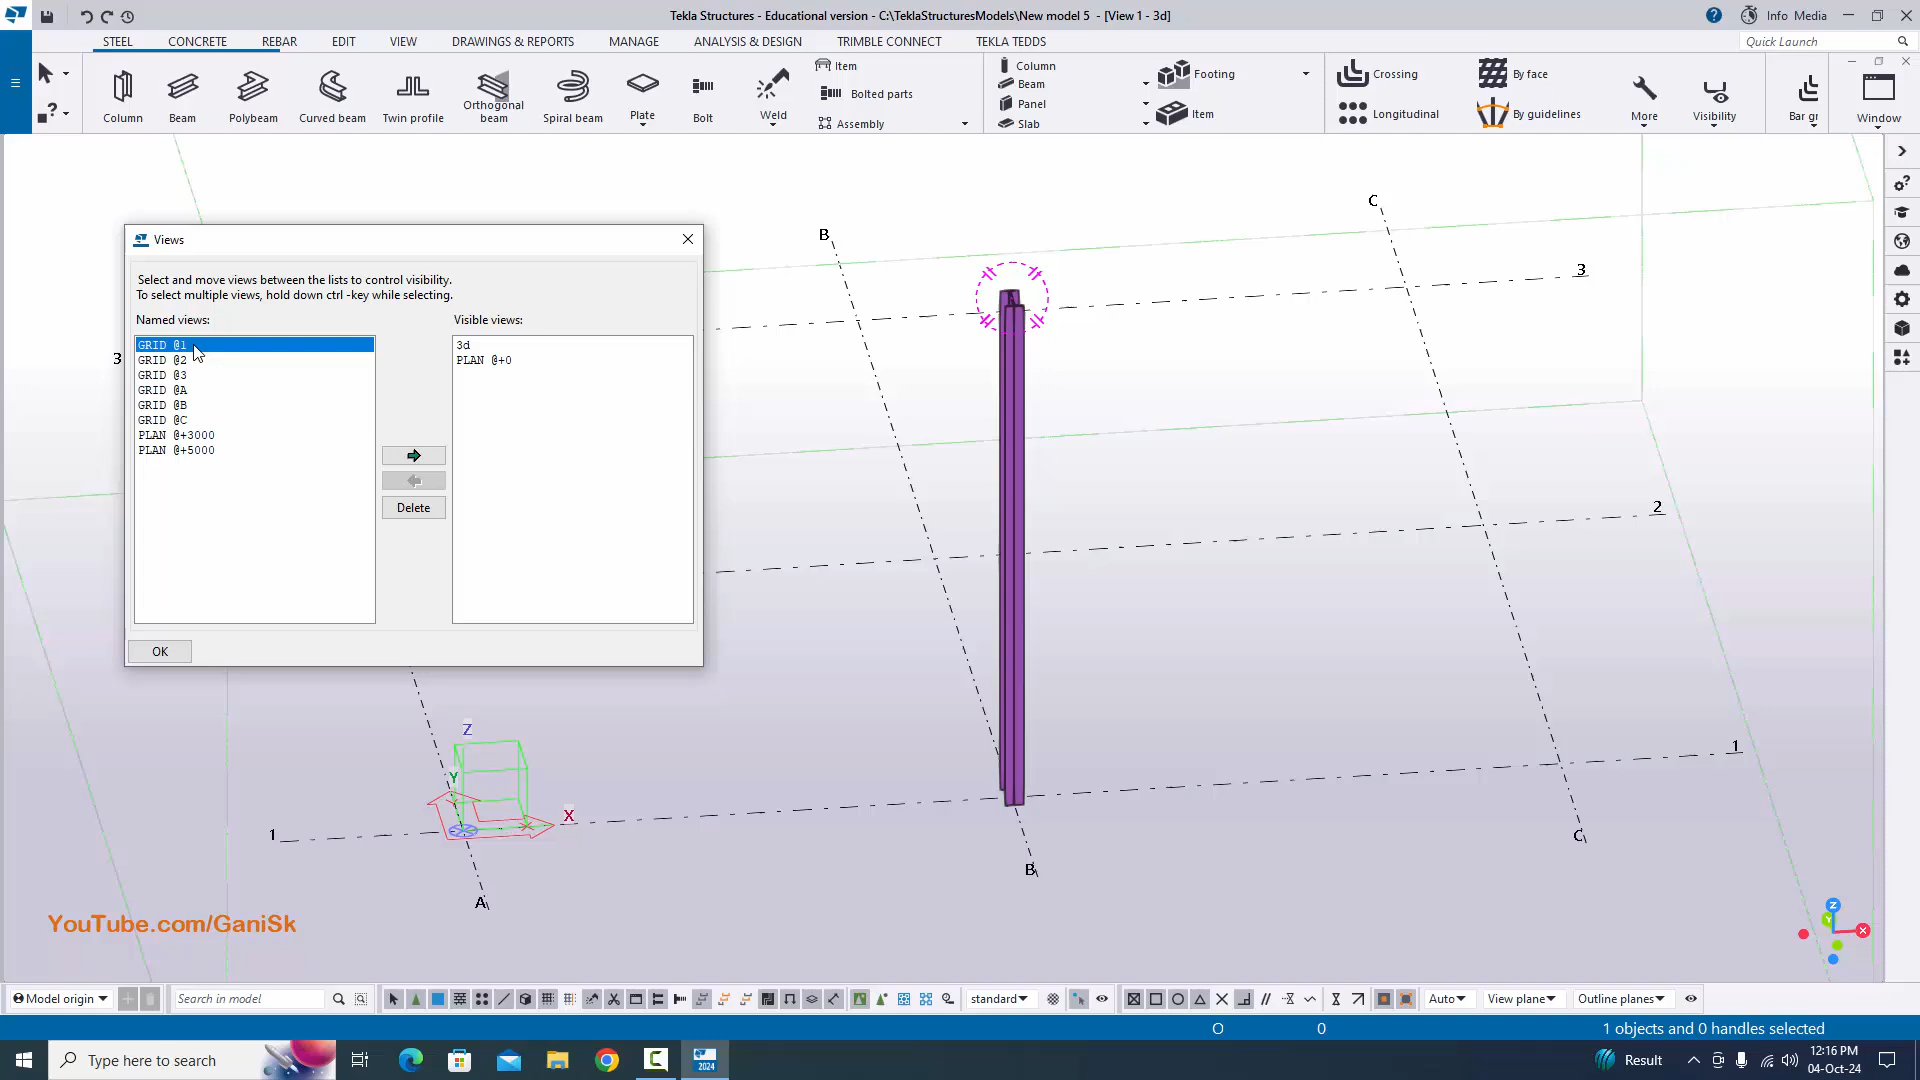 Tekla Structures - Educational version - C:\TeklaStructuresModels\New model 5 - [View 1 - 3d]
Info Media
STEEL CONCRETE REBAR EDIT VIEW DRAWINGS & REPORTS MANAGE ANALYSIS & DESIGN TRIMBLE CONNECT TEKLA TEDDS
Quick Launch
Column
Beam
Polybeam
Curved beam
Twin profile
Orthogonal
beam
Spiral beam
Plate
Bolt
Weld
Item
Bolted parts
Assembly
Column
Beam
Panel
Slab
Footing
Item
Crossing
Longitudinal
By face
By guidelines
More
Visibility
Bar gr
Window
Views
Select and move views between the lists to control visibility.
To select multiple views, hold down ctrl -key while selecting.
Named views:
Visible views:
GRID @1
GRID @2
GRID @3
GRID @A
GRID @B
GRID @C
PLAN @+3000
PLAN @+5000
3d
PLAN @+0
Delete
OK
B
C
3
3
2
1
1
Z
Y
X
A
B
C
Z
Y
X
YouTube.com/GaniSk
Model origin
Search in model
standard
Auto
View plane
Outline planes
O
0
1 objects and 0 handles selected
Type here to search
2024
Result
12:16 PM
04-Oct-24